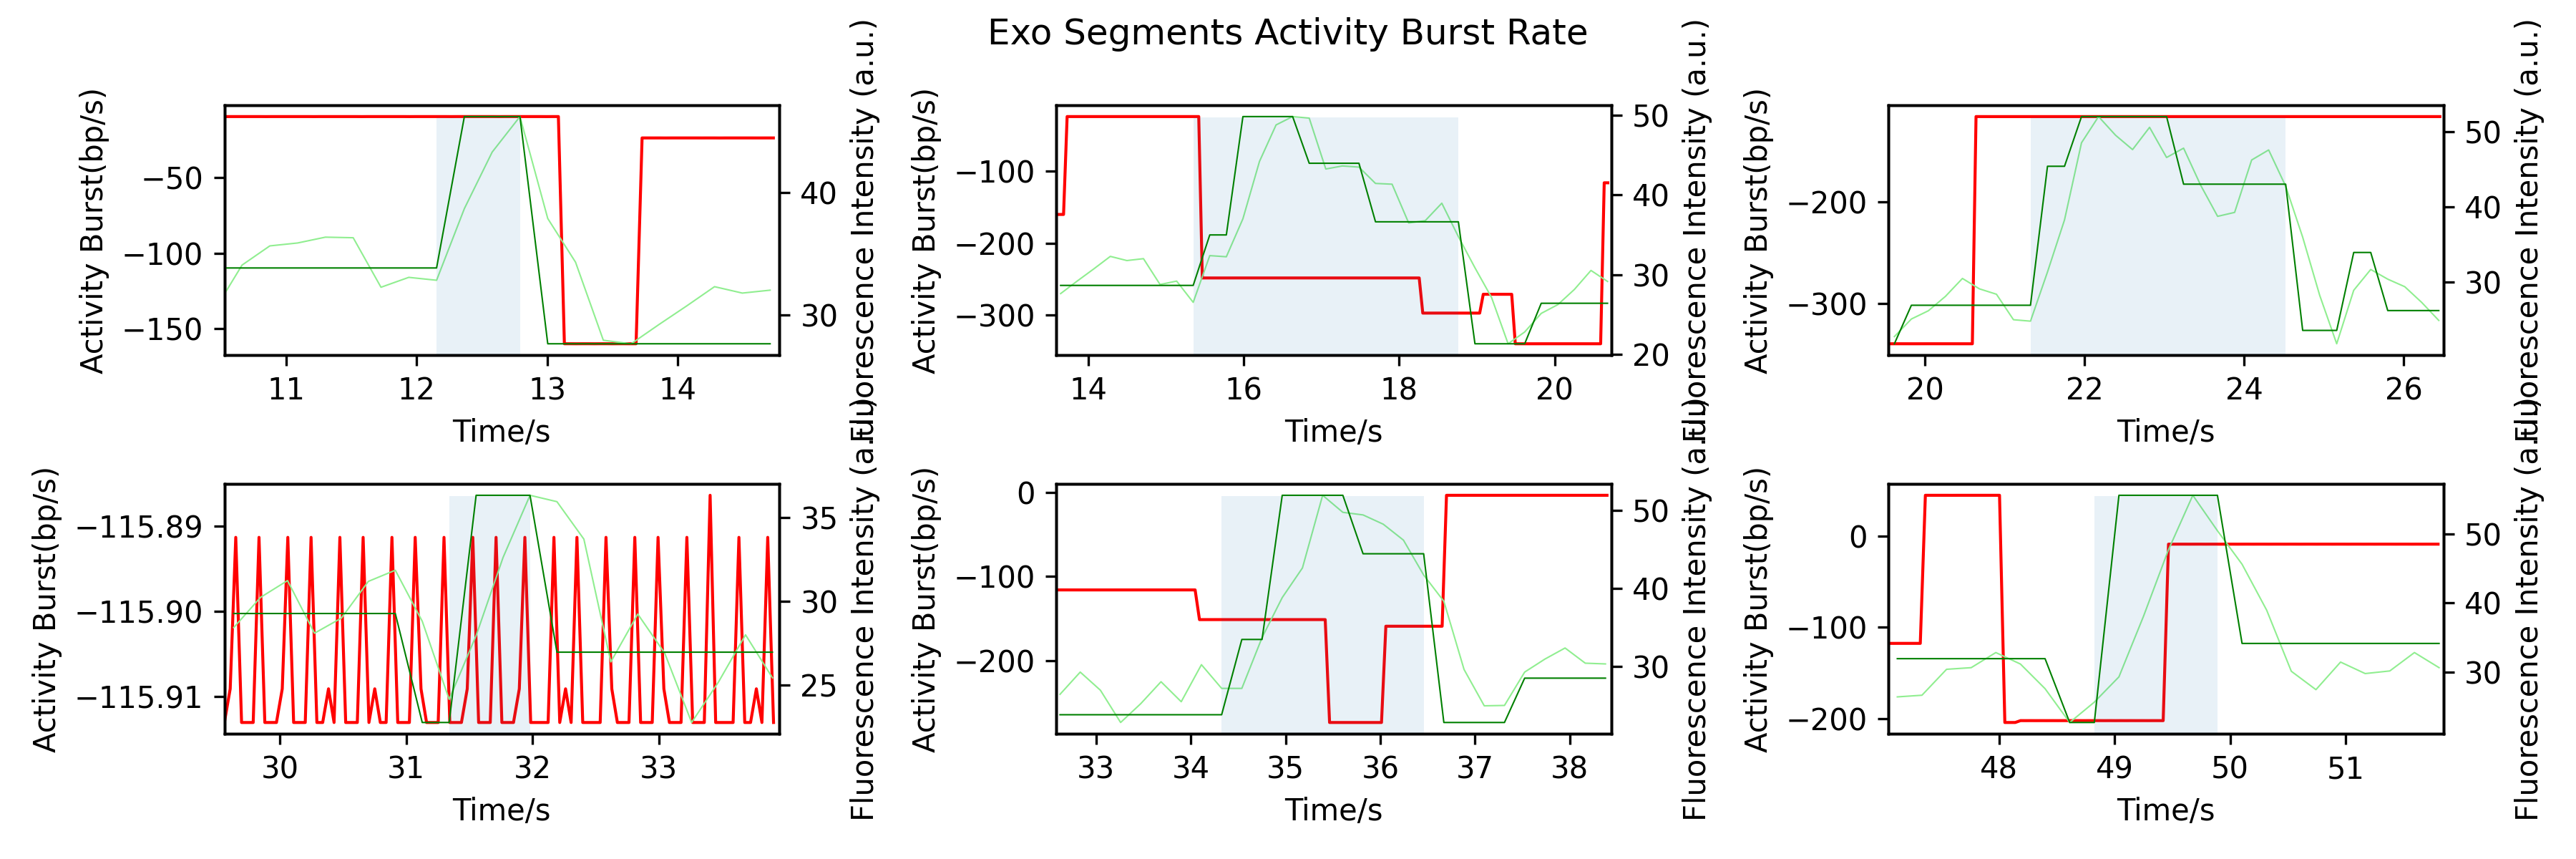 Exo Segments Activity Burst Rate
Activity Burst(bp/s)
−50
−100
−150
11 12 13 14
Time/s
40
30
Fluorescence Intensity (a.u.)
Activity Burst(bp/s)
−100
−200
−300
14 16 18 20
Time/s
50
40
30
20
Fluorescence Intensity (a.u.)
Activity Burst(bp/s)
−200
−300
20 22 24 26
Time/s
50
40
30
Fluorescence Intensity (a.u.)
Activity Burst(bp/s)
−115.89
−115.90
−115.91
30 31 32 33
Time/s
35
30
25
Fluorescence Intensity (a.u.)
Activity Burst(bp/s)
0
−100
−200
33 34 35 36 37 38
Time/s
50
40
30
Fluorescence Intensity (a.u.)
Activity Burst(bp/s)
0
−100
−200
48 49 50 51
Time/s
50
40
30
Fluorescence Intensity (a.u.)